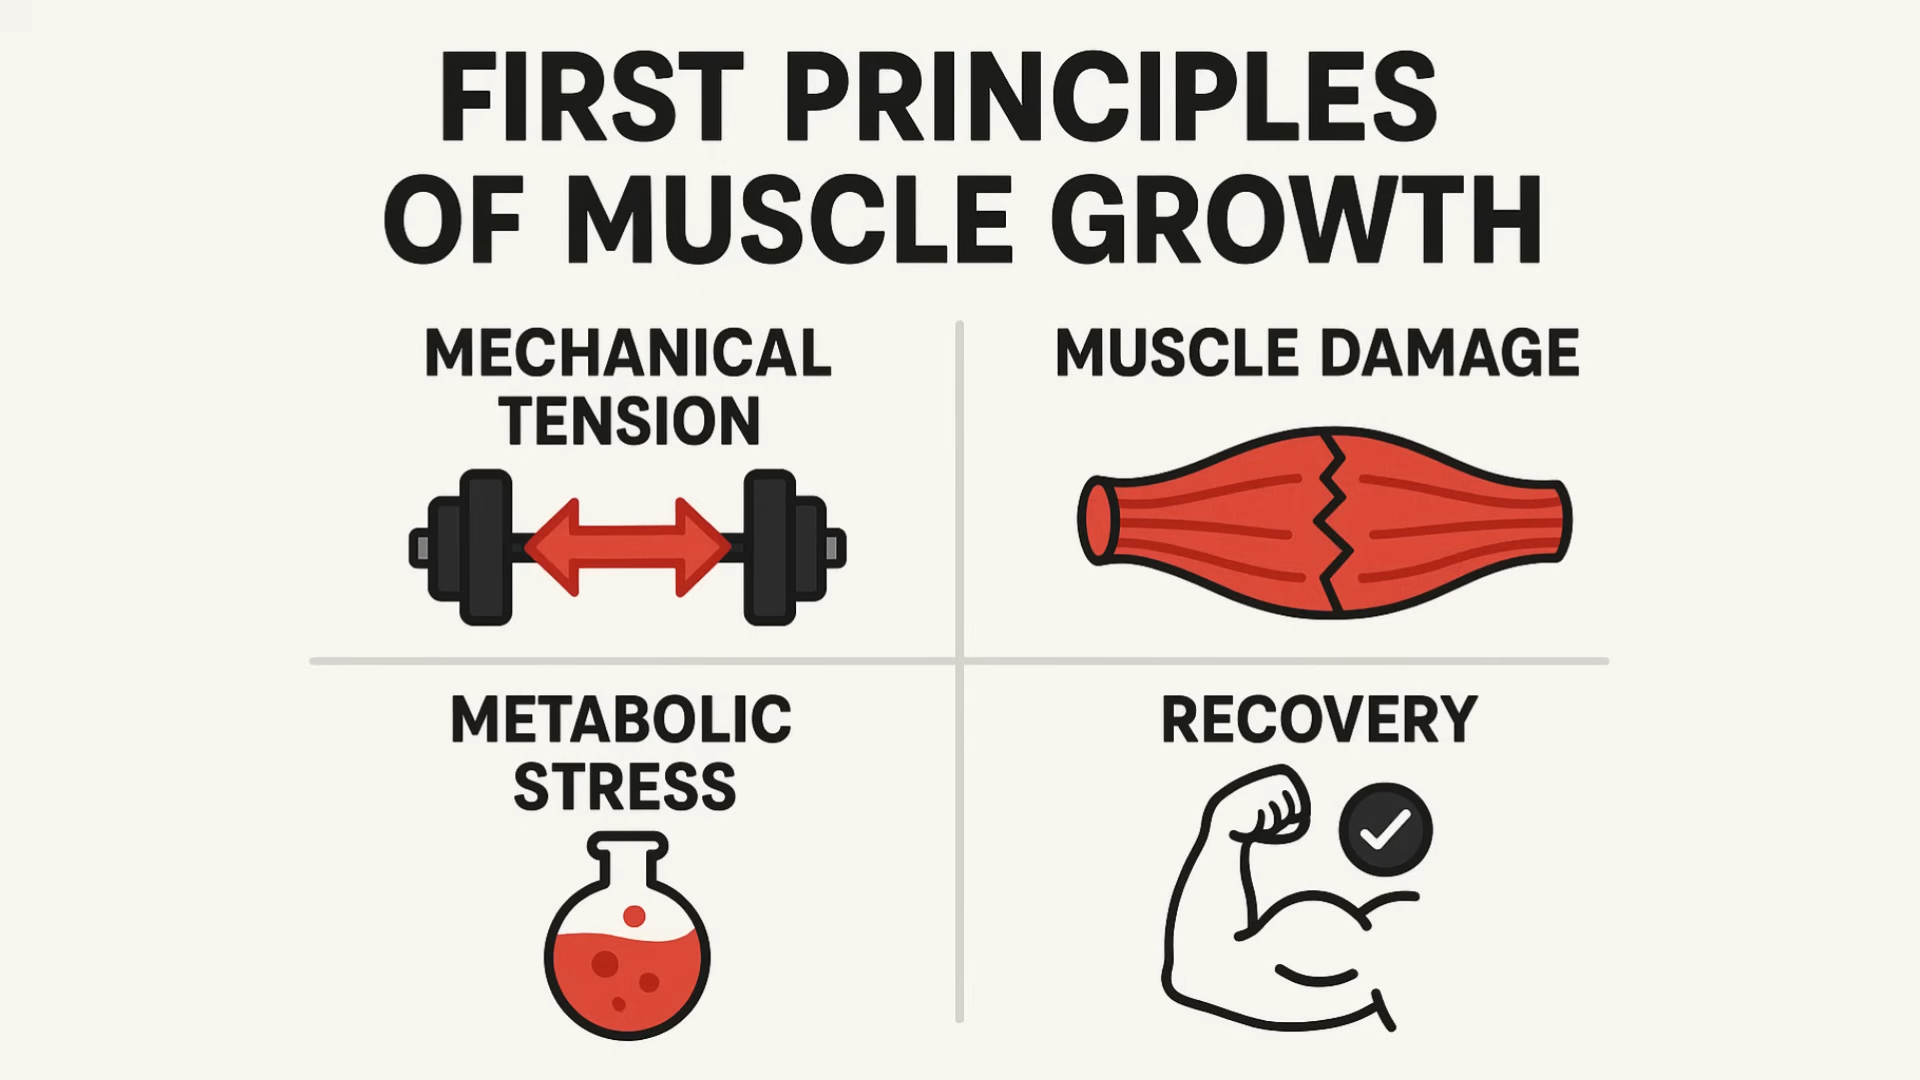 FIRST PRINCIPLES
OF MUSCLE GROWTH
MECHANICAL
TENSION
MUSCLE DAMAGE
METABOLIC
STRESS
RECOVERY